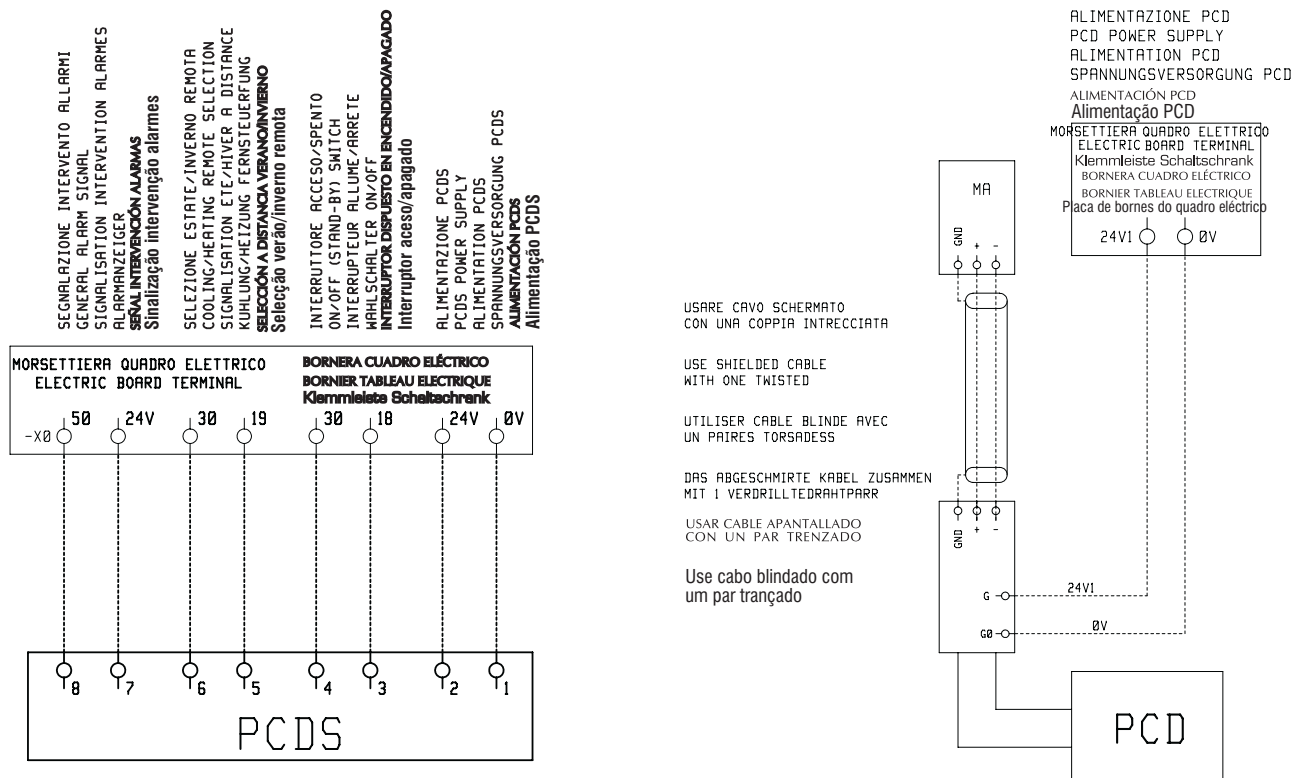 SEGNALAZIONE INTERVENTO ALLARMI
GENERAL ALARM SIGNAL
SIGNALISATION INTERVENTION ALARMES
ALARMANZEIGER
SEÑAL INTERVENCIÓN ALARMAS
Sinalização intervenção alarmes
SELEZIONE ESTATE/INVERNO REMOTA
COOLING/HEATING REMOTE SELECTION
SIGNALISATION ETE/HIVER A DISTANCE
KUHLUNG/HEIZUNG FERNSTEUERFUNG
SELECCIÓN A DISTANCIA VERANO/INVIERNO
Selecção verão/inverno remota
INTERRUTTORE ACCESO/SPENTO
ON/OFF (STAND-BY) SWITCH
INTERRUPTEUR ALLUME/ARRETE
WAHLSCHALTER ON/OFF
INTERRUPTOR DISPUESTO EN ENCENDIDO/APAGADO
Interruptor aceso/apagado
ALIMENTAZIONE PCDS
PCDS POWER SUPPLY
ALIMENTATION PCDS
SPANNUNGSVERSORGUNG PCDS
ALIMENTACIÓN PCDS
Alimentação PCDS
MORSETTIERA QUADRO ELETTRICO
ELECTRIC BOARD TERMINAL
BORNERA CUADRO ELÉCTRICO
BORNIER TABLEAU ELECTRIQUE
Klemmleiste Schaltschrank
-X0 50 24V 30 19 30 18 24V 0V
8 7 6 5 4 3 2 1
PCDS
ALIMENTAZIONE PCD
PCD POWER SUPPLY
ALIMENTATION PCD
SPANNUNGSVERSORGUNG PCD
ALIMENTACIÓN PCD
Alimentação PCD
MORSETTIERA QUADRO ELETTRICO
ELECTRIC BOARD TERMINAL
Klemmleiste Schaltschrank
BORNERA CUADRO ELÉCTRICO
BORNIER TABLEAU ELECTRIQUE
Placa de bornes do quadro eléctrico
24V1 0V
MA
GND + -
USARE CAVO SCHERMATO
CON UNA COPPIA INTRECCIATA
USE SHIELDED CABLE
WITH ONE TWISTED
UTILISER CABLE BLINDE AVEC
UN PAIRES TORSADESS
DAS ABGESCHMIRTE KABEL ZUSAMMEN
MIT 1 VERDRILLTEDRAHTPARR
USAR CABLE APANTALLADO
CON UN PAR TRENZADO
Use cabo blindado com
um par trançado
GND + -
G 24V1
G0 0V
PCD